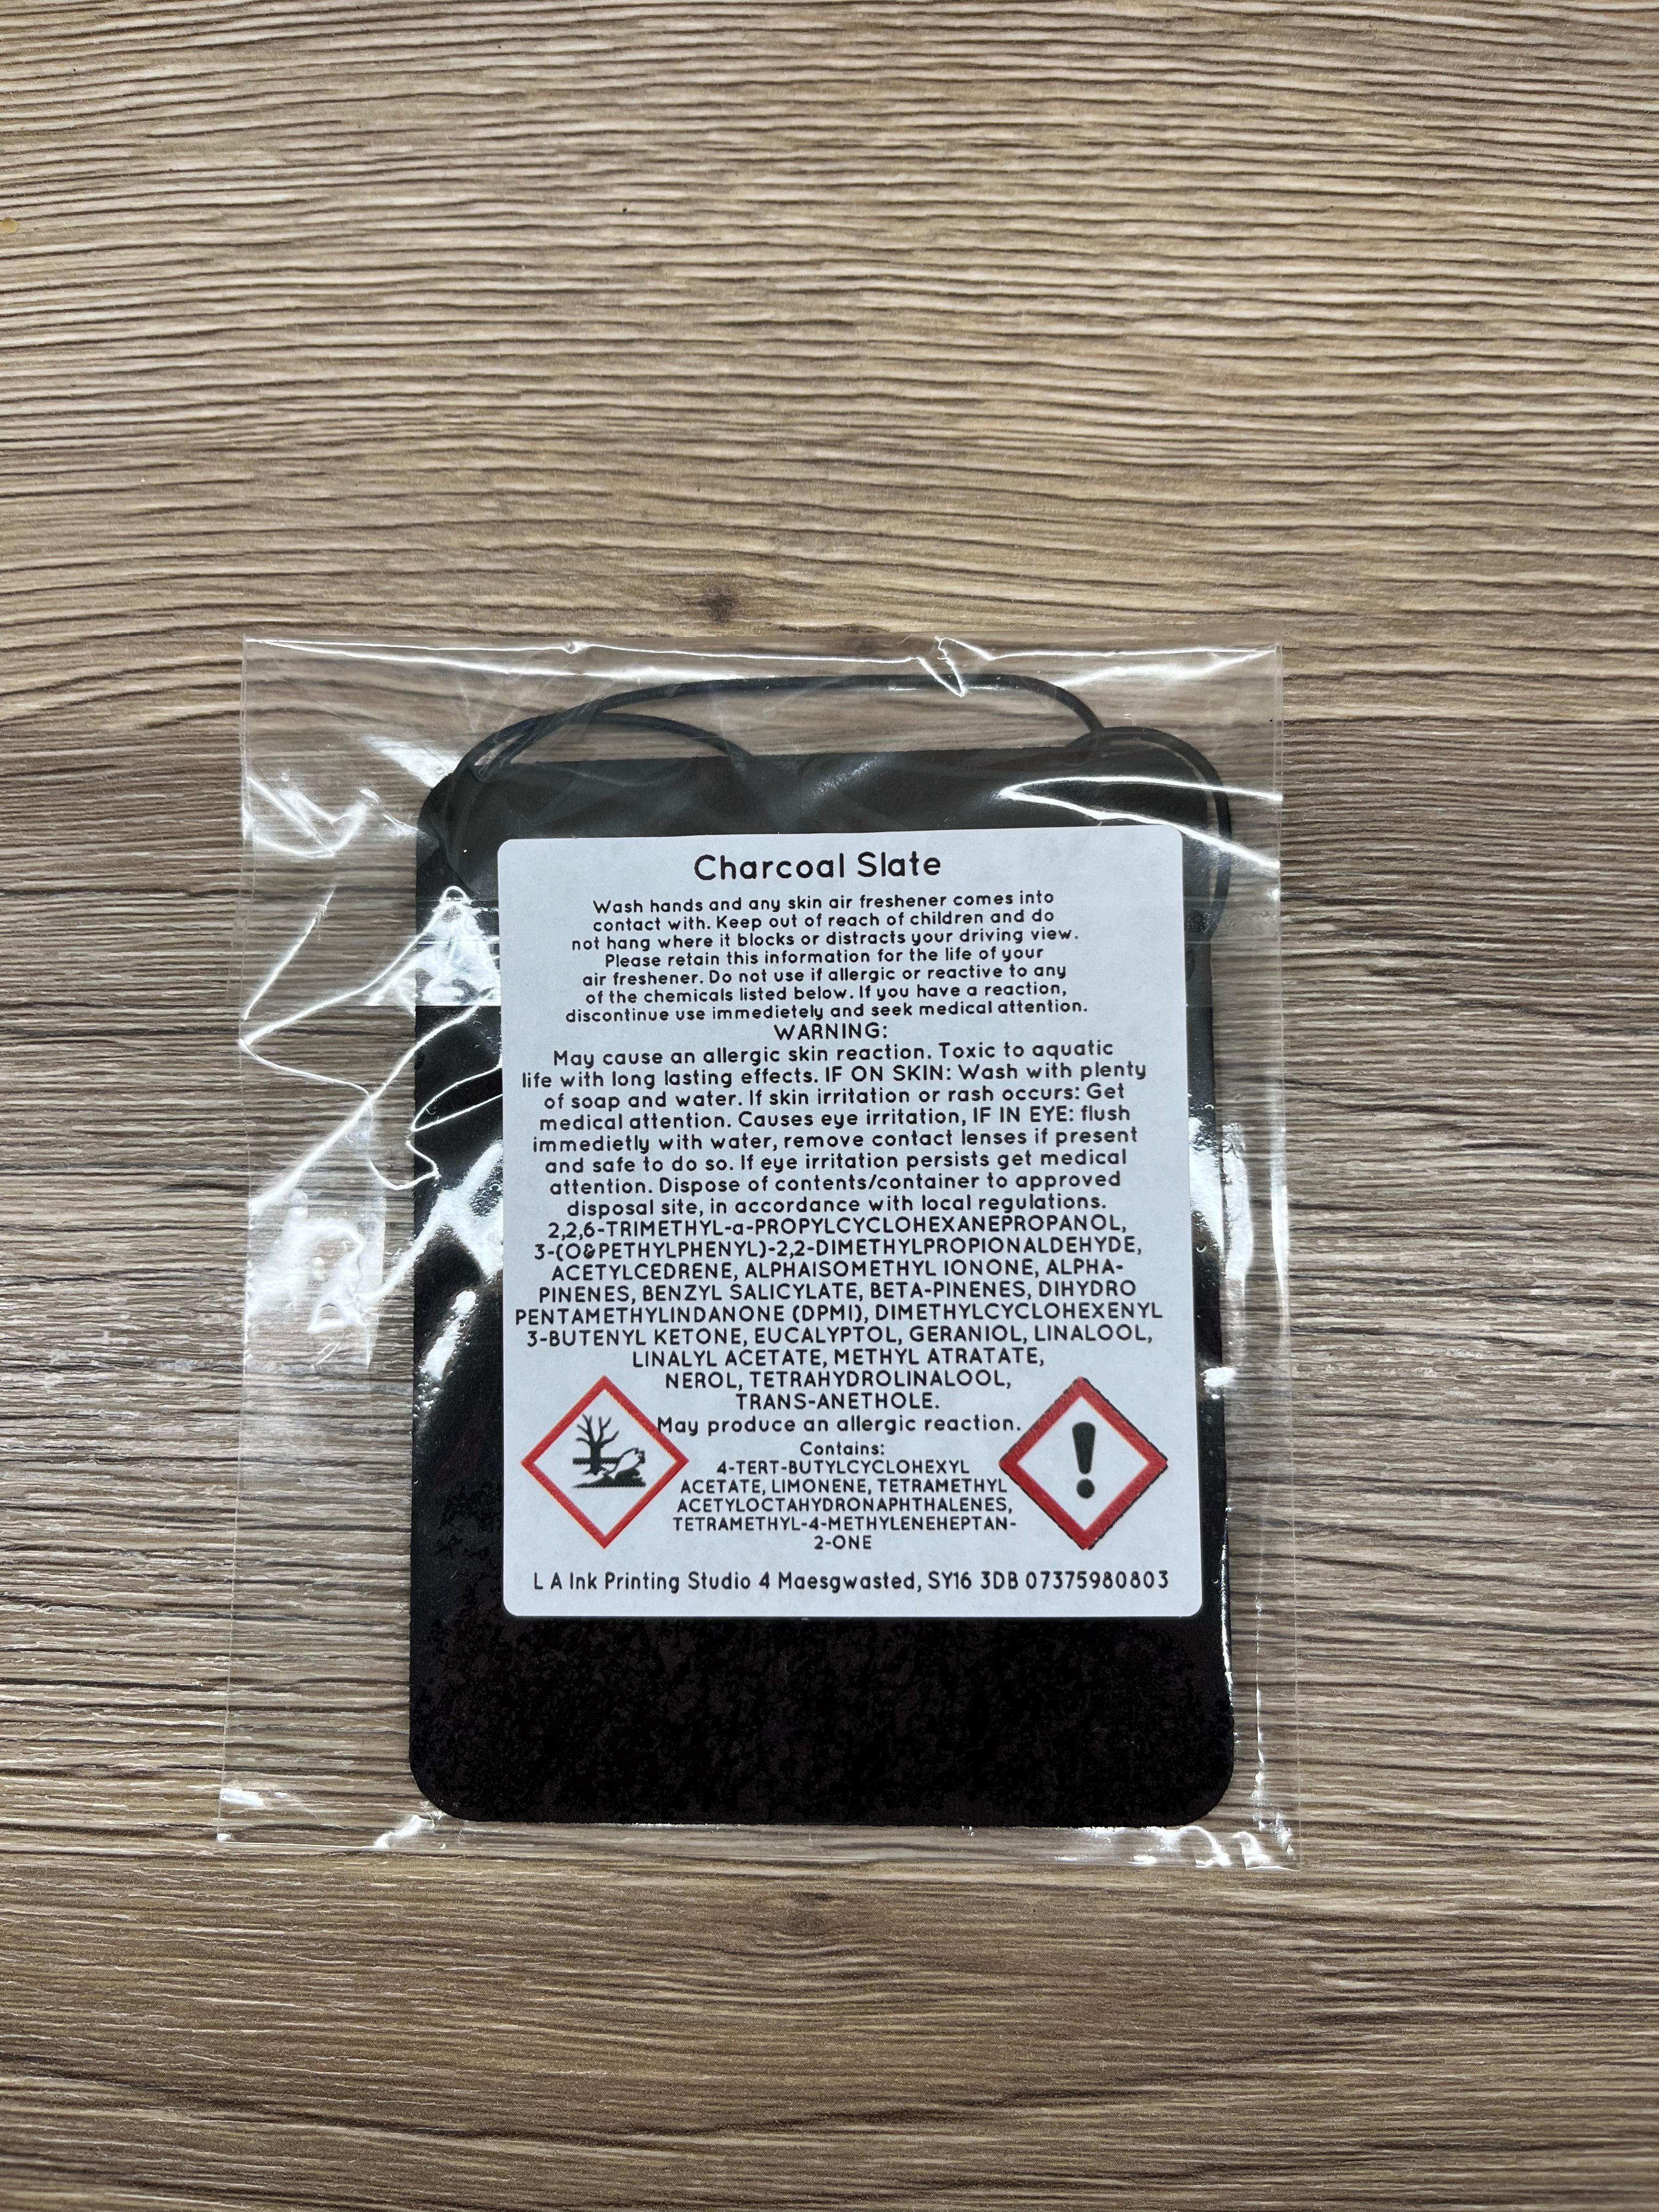 Charcoal Slate
Wash hands and any skin air freshener comes into
contact with. Keep out of reach of children and do
not hang where it blocks or distracts your driving view.
Please retain this information for the life of your
air freshener. Do not use if allergic or reactive to any
of the chemicals listed below. If you have a reaction,
discontinue use immedietely and seek medical attention.
WARNING:
May cause an allergic skin reaction. Toxic to aquatic
life with long lasting effects. IF ON SKIN: Wash with plenty
of soap and water. If skin irritation or rash occurs: Get
medical attention. Causes eye irritation, IF IN EYE: flush
immedietly with water, remove contact lenses if present
and safe to do so. If eye irritation persists get medical
attention. Dispose of contents/container to approved
disposal site, in accordance with local regulations.
2,2,6-TRIMETHYL-a-PROPYLCYCLOHEXANEPROPANOL,
3-(O&PETHYLPHENYL)-2,2-DIMETHYLPROPIONALDEHYDE,
ACETYLCEDRENE, ALPHAISOMETHYL IONONE, ALPHA-
PINENES, BENZYL SALICYLATE, BETA-PINENES, DIHYDRO
PENTAMETHYLINDANONE (DPMI), DIMETHYLCYCLOHEXENYL
3-BUTENYL KETONE, EUCALYPTOL, GERANIOL, LINALOOL,
LINALYL ACETATE, METHYL ATRATATE,
NEROL, TETRAHYDROLINALOOL,
TRANS-ANETHOLE.
May produce an allergic reaction.
Contains:
4-TERT-BUTYLCYCLOHEXYL
ACETATE, LIMONENE, TETRAMETHYL
ACETYLOCTAHYDRONAPHTHALENES,
TETRAMETHYL-4-METHYLENEHEPTAN-
2-ONE
L A Ink Printing Studio 4 Maesgwasted, SY16 3DB 07375980803